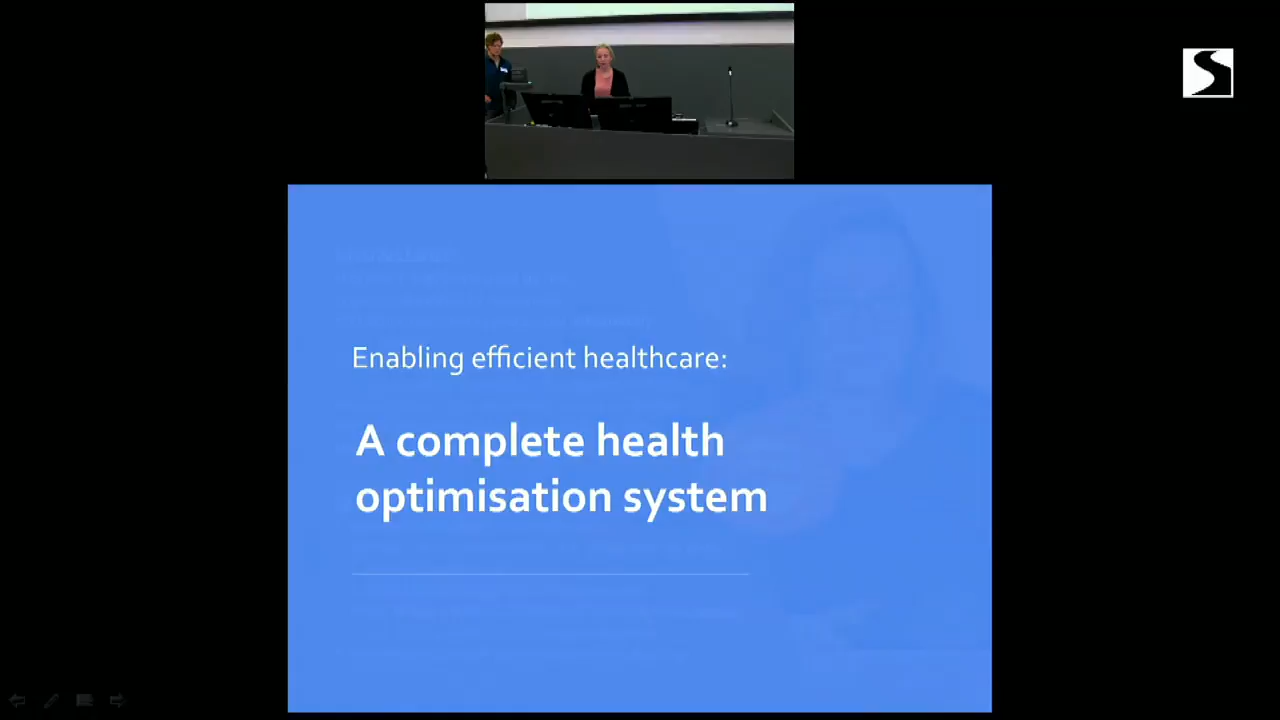 Enabling efficient healthcare:
A complete health
optimisation system